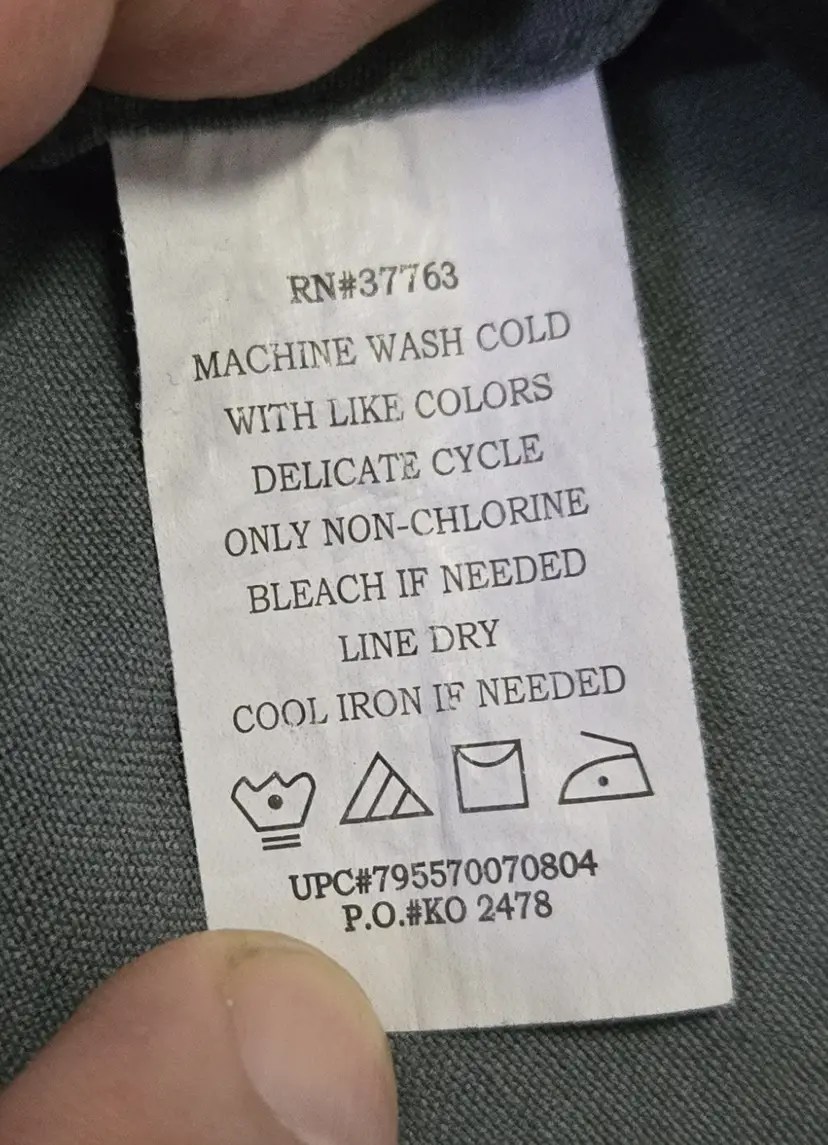 RN#37763
MACHINE WASH COLD
WITH LIKE COLORS
DELICATE CYCLE
ONLY NON-CHLORINE
BLEACH IF NEEDED
LINE DRY
COOL IRON IF NEEDED
UPC#795570070804
P.O.#KO 2478